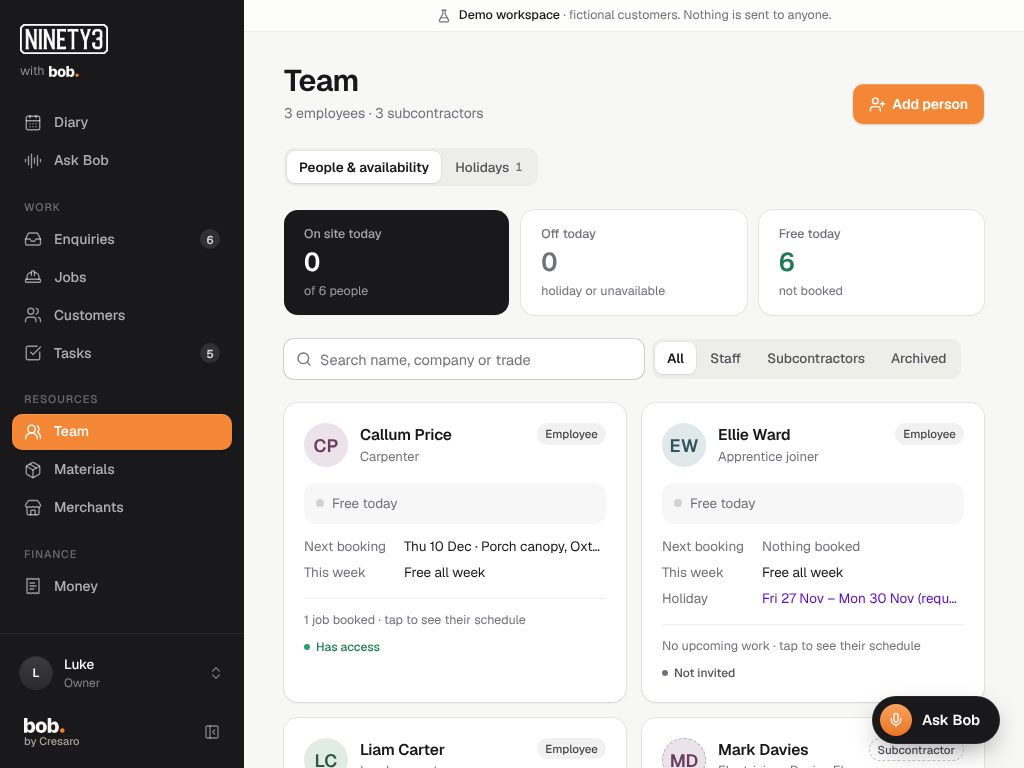 NINETY3
with bob.
Diary
Ask Bob
WORK
Enquiries 6
Jobs
Customers
Tasks 5
RESOURCES
Team
Materials
Merchants
FINANCE
Money
L Luke
Owner
bob.
by Cresaro
Demo workspace · fictional customers. Nothing is sent to anyone.
Team
3 employees · 3 subcontractors
Add person
People & availability Holidays 1
On site today
0
of 6 people
Off today
0
holiday or unavailable
Free today
6
not booked
Search name, company or trade
All Staff Subcontractors Archived
CP Callum Price Employee
Carpenter
Free today
Next booking Thu 10 Dec · Porch canopy, Oxt...
This week Free all week
1 job booked · tap to see their schedule
Has access
EW Ellie Ward Employee
Apprentice joiner
Free today
Next booking Nothing booked
This week Free all week
Holiday Fri 27 Nov – Mon 30 Nov (requ...
No upcoming work · tap to see their schedule
Not invited
LC Liam Carter Employee
MD Mark Davies Subcontractor
Ask Bob